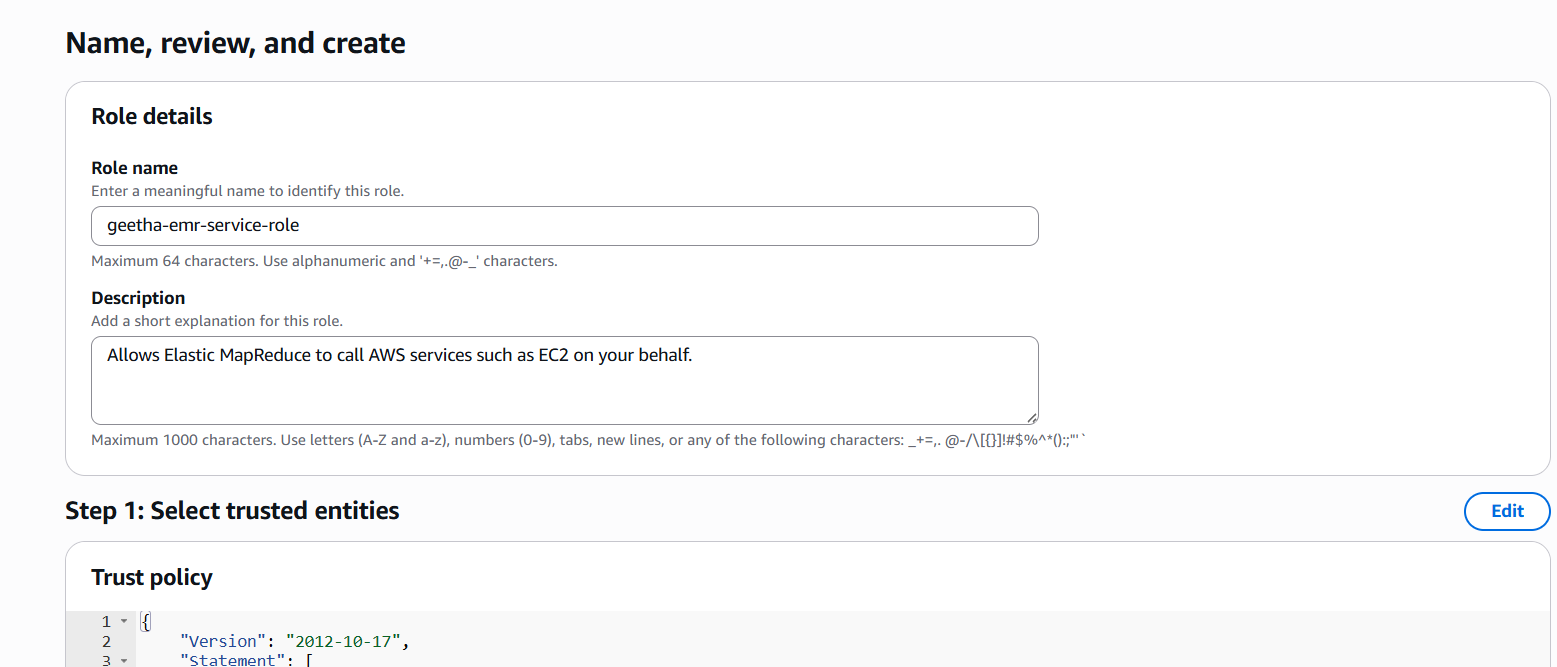 Name, review, and create
Role details
Role name
Enter a meaningful name to identify this role.
geetha-emr-service-role
Maximum 64 characters. Use alphanumeric and '+=,.@-_' characters.
Description
Add a short explanation for this role.
Allows Elastic MapReduce to call AWS services such as EC2 on your behalf.
Maximum 1000 characters. Use letters (A-Z and a-z), numbers (0-9), tabs, new lines, or any of the following characters: _+=,. @-/\[{}]!#$%^*();:"'`
Step 1: Select trusted entities
Edit
Trust policy
1 {
2 "Version": "2012-10-17",
3 "Statement": [